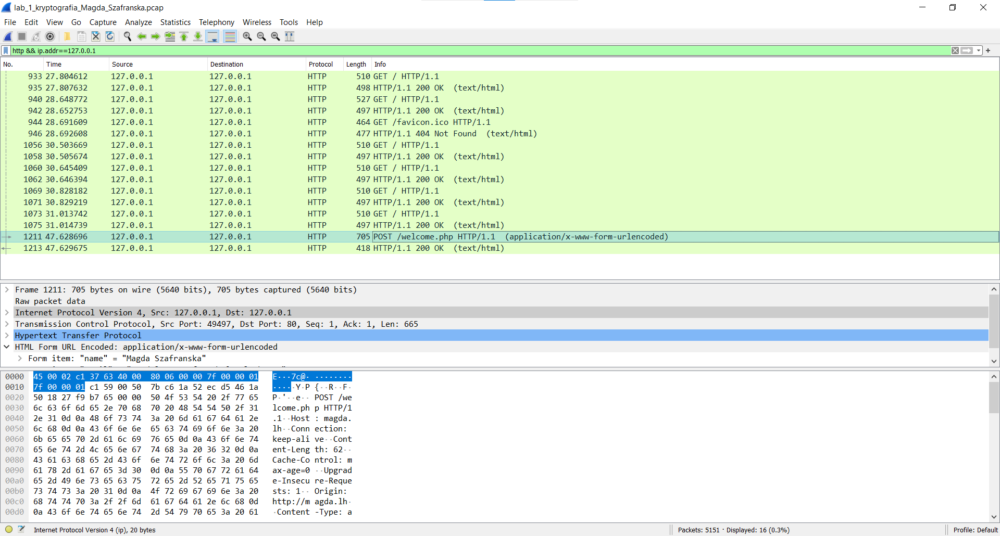 lab_1_kryptografia_Magda_Szafranska.pcap
File Edit View Go Capture Analyze Statistics Telephony Wireless Tools Help
http && ip.addr==127.0.0.1
No. Time Source Destination Protocol Length Info
933 27.804612 127.0.0.1 127.0.0.1 HTTP 510 GET / HTTP/1.1
935 27.807632 127.0.0.1 127.0.0.1 HTTP 498 HTTP/1.1 200 OK (text/html)
940 28.648772 127.0.0.1 127.0.0.1 HTTP 527 GET / HTTP/1.1
942 28.652753 127.0.0.1 127.0.0.1 HTTP 497 HTTP/1.1 200 OK (text/html)
944 28.691609 127.0.0.1 127.0.0.1 HTTP 464 GET /favicon.ico HTTP/1.1
946 28.692608 127.0.0.1 127.0.0.1 HTTP 477 HTTP/1.1 404 Not Found (text/html)
1056 30.503669 127.0.0.1 127.0.0.1 HTTP 510 GET / HTTP/1.1
1058 30.505674 127.0.0.1 127.0.0.1 HTTP 497 HTTP/1.1 200 OK (text/html)
1060 30.645409 127.0.0.1 127.0.0.1 HTTP 510 GET / HTTP/1.1
1062 30.646394 127.0.0.1 127.0.0.1 HTTP 497 HTTP/1.1 200 OK (text/html)
1069 30.828182 127.0.0.1 127.0.0.1 HTTP 510 GET / HTTP/1.1
1071 30.829219 127.0.0.1 127.0.0.1 HTTP 497 HTTP/1.1 200 OK (text/html)
1073 31.013742 127.0.0.1 127.0.0.1 HTTP 510 GET / HTTP/1.1
1075 31.014739 127.0.0.1 127.0.0.1 HTTP 497 HTTP/1.1 200 OK (text/html)
1211 47.628696 127.0.0.1 127.0.0.1 HTTP 705 POST /welcome.php HTTP/1.1 (application/x-www-form-urlencoded)
1213 47.629675 127.0.0.1 127.0.0.1 HTTP 418 HTTP/1.1 200 OK (text/html)
Frame 1211: 705 bytes on wire (5640 bits), 705 bytes captured (5640 bits)
Raw packet data
Internet Protocol Version 4, Src: 127.0.0.1, Dst: 127.0.0.1
Transmission Control Protocol, Src Port: 49497, Dst Port: 80, Seq: 1, Ack: 1, Len: 665
Hypertext Transfer Protocol
HTML Form URL Encoded: application/x-www-form-urlencoded
Form item: "name" = "Magda Szafranska"
0000 45 00 02 c1 37 63 40 00 80 06 00 00 7f 00 00 01 E···7c@· ········
0010 7f 00 00 01 c1 59 00 50 7b c6 1a 52 ec d5 46 1a ·····Y·P {··R··F·
0020 50 18 27 f9 b7 65 00 00 50 4f 53 54 20 2f 77 65 P·'··e·· POST /we
0030 6c 63 6f 6d 65 2e 70 68 70 20 48 54 54 50 2f 31 lcome.ph p HTTP/1
0040 2e 31 0d 0a 48 6f 73 74 3a 20 6d 61 67 64 61 2e .1··Host : magda.
0050 6c 68 0d 0a 43 6f 6e 6e 65 63 74 69 6f 6e 3a 20 lh··Conn ection:
0060 6b 65 65 70 2d 61 6c 69 76 65 0d 0a 43 6f 6e 74 keep-ali ve··Cont
0070 65 6e 74 2d 4c 65 6e 67 74 68 3a 20 36 32 0d 0a ent-Leng th: 62··
0080 43 61 63 68 65 2d 43 6f 6e 74 72 6f 6c 3a 20 6d Cache-Co ntrol: m
0090 61 78 2d 61 67 65 3d 30 0d 0a 55 70 67 72 61 64 ax-age=0 ··Upgrad
00a0 65 2d 49 6e 73 65 63 75 72 65 2d 52 65 71 75 65 e-Insecu re-Reque
00b0 73 74 73 3a 20 31 0d 0a 4f 72 69 67 69 6e 3a 20 sts: 1·· Origin:
00c0 68 74 74 70 3a 2f 2f 6d 61 67 64 61 2e 6c 68 0d http://m agda.lh·
00d0 0a 43 6f 6e 74 65 6e 74 2d 54 79 70 65 3a 20 61 ·Content -Type: a
Internet Protocol Version 4 (ip), 20 bytes Packets: 5151 · Displayed: 16 (0.3%) Profile: Default